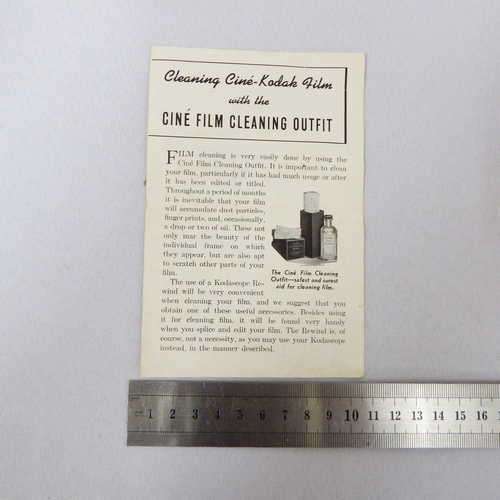 Cleaning Ciné-Kodak Film
with the
CINÉ FILM CLEANING OUTFIT
FILM cleaning is very easily done by using the
Ciné Film Cleaning Outfit. It is important to clean
your film, particularly if it has had much usage or after
it has been edited or titled.
Throughout a period of months
it is inevitable that your film
will accumulate dust particles,
finger prints, and, occasionally,
a drop or two of oil. These not
only mar the beauty of the
individual frame on which
they appear, but are also apt
to scratch other parts of your
film.
The Ciné Film Cleaning
Outfit—safest and surest
aid for cleaning film.
The use of a Kodascope Re-
wind will be very convenient
when cleaning your film, and we suggest that you
obtain one of these useful accessories. Besides using
it for cleaning film, it will be found very handy
when you splice and edit your film. The Rewind is, of
course, not a necessity, as you may use your Kodascope
instead, in the manner described.
1 2 3 4 5 6 7 8 9 10 11 12 13 14 15 16